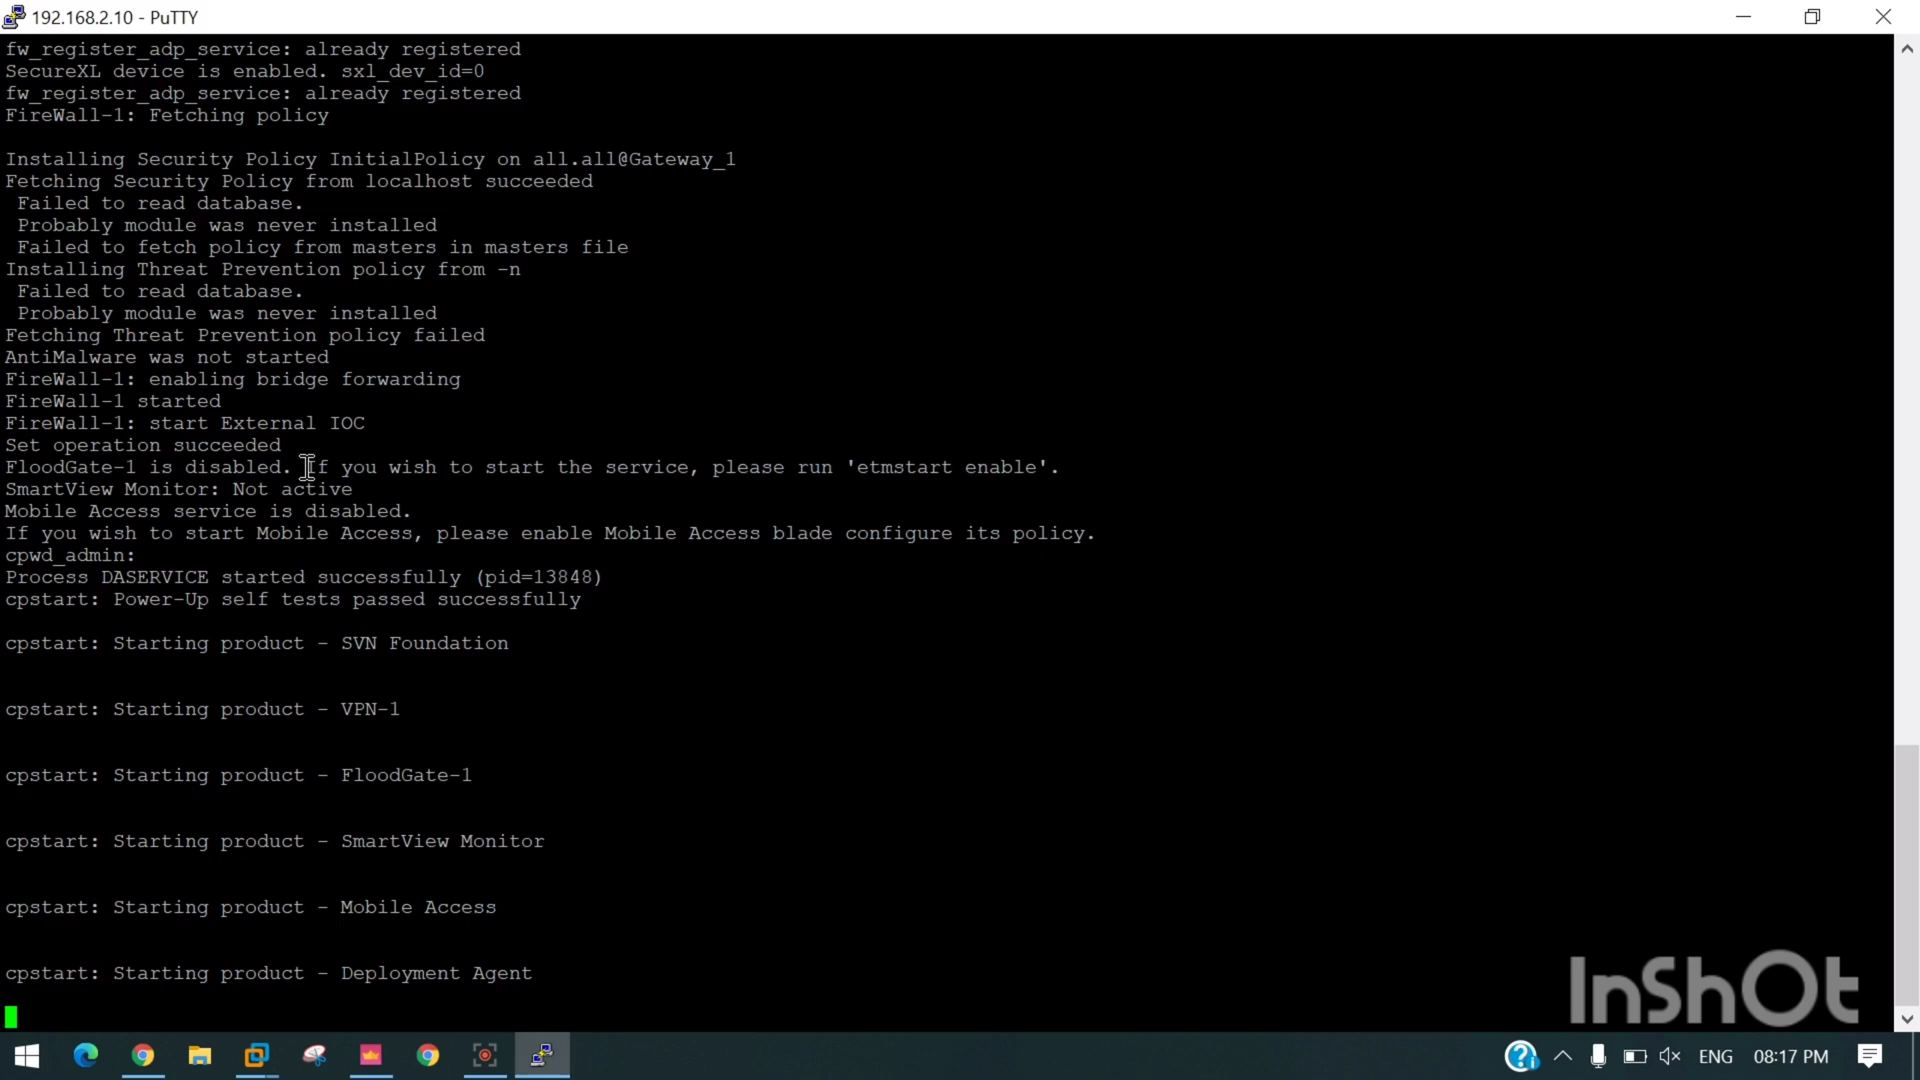 192.168.2.10 - PuTTY
fw_register_adp_service: already registered
SecureXL device is enabled. sxl_dev_id=0
fw_register_adp_service: already registered
FireWall-1: Fetching policy
Installing Security Policy InitialPolicy on all.all@Gateway_1
Fetching Security Policy from localhost succeeded
Failed to read database.
Probably module was never installed
Failed to fetch policy from masters in masters file
Installing Threat Prevention policy from -n
Failed to read database.
Probably module was never installed
Fetching Threat Prevention policy failed
AntiMalware was not started
FireWall-1: enabling bridge forwarding
FireWall-1 started
FireWall-1: start External IOC
Set operation succeeded
FloodGate-1 is disabled. If you wish to start the service, please run 'etmstart enable'.
SmartView Monitor: Not active
Mobile Access service is disabled.
If you wish to start Mobile Access, please enable Mobile Access blade configure its policy.
cpwd_admin:
Process DASERVICE started successfully (pid=13848)
cpstart: Power-Up self tests passed successfully
cpstart: Starting product - SVN Foundation
cpstart: Starting product - VPN-1
cpstart: Starting product - FloodGate-1
cpstart: Starting product - SmartView Monitor
cpstart: Starting product - Mobile Access
cpstart: Starting product - Deployment Agent
InShOt
ENG 08:17 PM